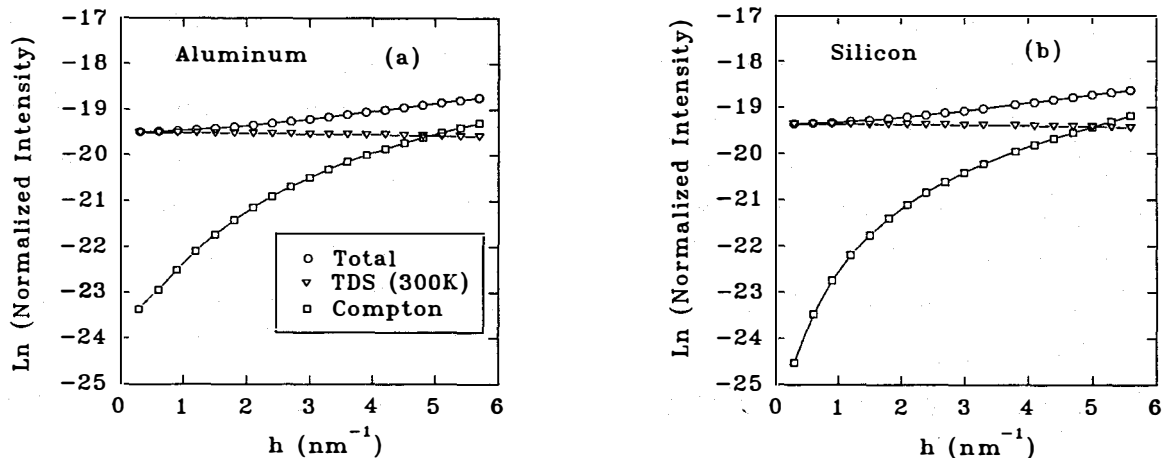 Ln (Normalized Intensity)
-17
-18
-19
-20
-21
-22
-23
-24
-25
Aluminum (a)
Total
TDS (300K)
Compton
0 1 2 3 4 5 6
h (nm⁻¹)
Ln (Normalized Intensity)
-17
-18
-19
-20
-21
-22
-23
-24
-25
Silicon (b)
0 1 2 3 4 5 6
h (nm⁻¹)